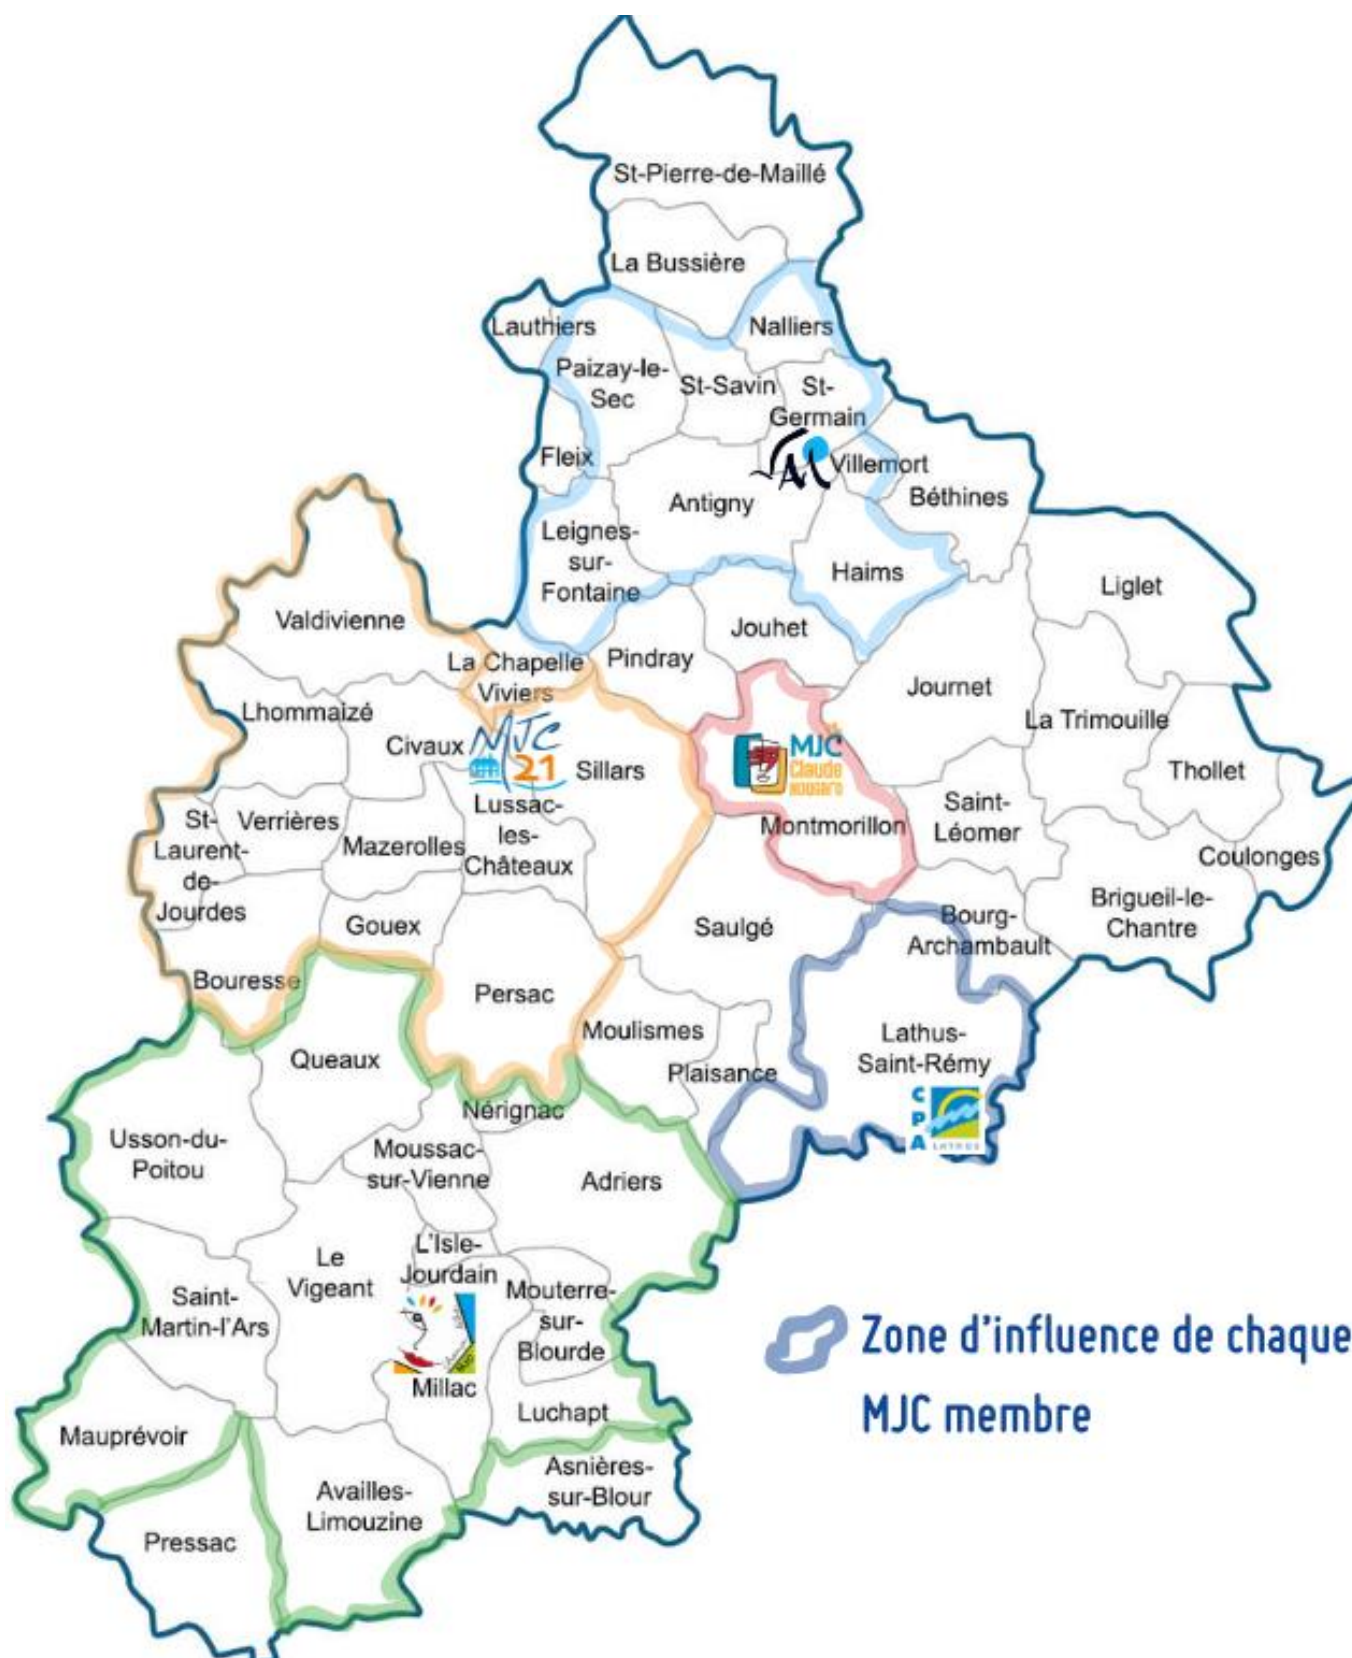 St-Pierre-de-Maillé
La Bussière
Lauthiers
Nalliers
Paizay-le-
Sec
St-Savin
St-
Germain
Fleix
Villemort
Antigny
Béthines
Leignes-
sur-
Fontaine
Haims
Liglet
Valdivienne
Jouhet
La Chapelle
Viviers
Pindray
Journet
Lhommaizé
La Trimouille
Civaux
MJC
21
Sillars
MJC
Claude
Nougaro
Thollet
St-
Laurent-
de-
Jourdes
Verrières
Mazerolles
Lussac-
les-
Châteaux
Montmorillon
Saint-
Léomer
Coulonges
Brigueil-le-
Chantre
Gouex
Saulgé
Bourg-
Archambault
Bouresse
Persac
Moulismes
Lathus-
Saint-Rémy
Queaux
Plaisance
CPA
LATHUS
Nérignac
Usson-du-
Poitou
Moussac-
sur-Vienne
Adriers
Le
Vigeant
L'Isle-
Jourdain
Saint-
Martin-l'Ars
Mouterre-
sur-
Blourde
Millac
Luchapt
Mauprévoir
Asnières-
sur-Blour
Availles-
Limouzine
Pressac
Zone d'influence de chaque
MJC membre